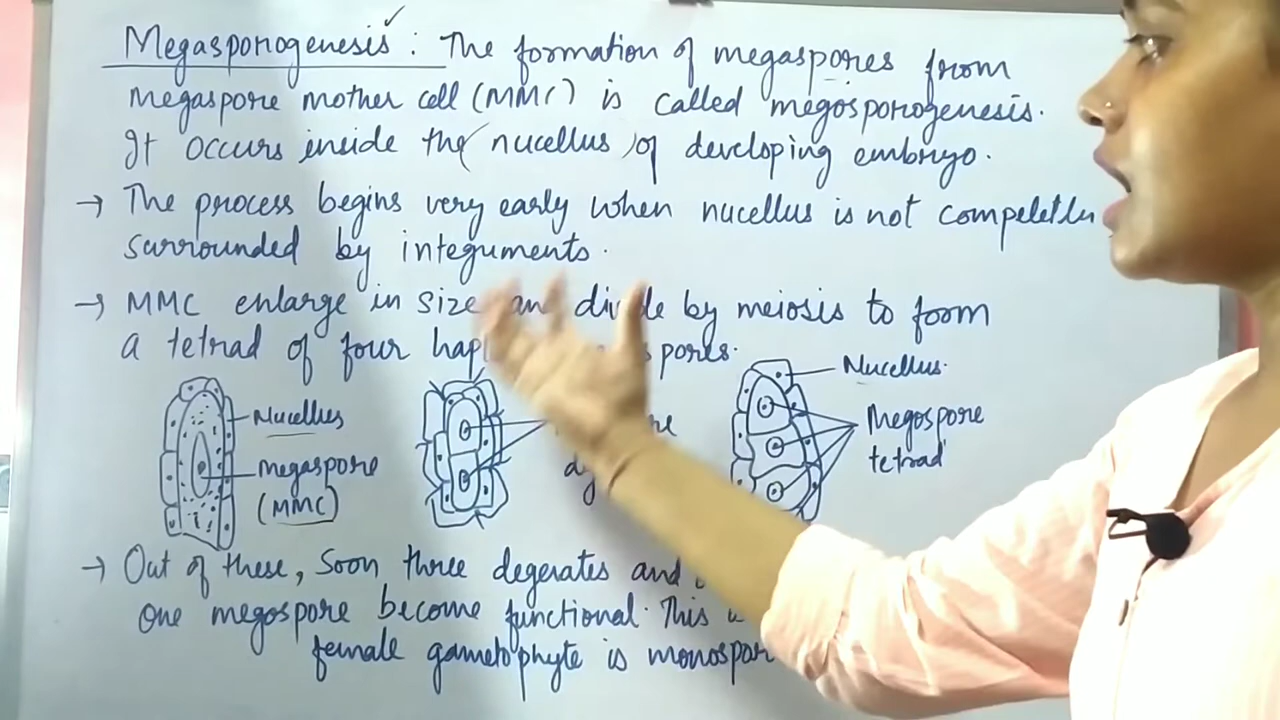 Megasporogenesis : The formation of megaspores from
megaspore mother cell (MMC) is called megosporogenesis.
It occurs inside the (nucellus) of developing embryo.
→ The process begins very early when nucellus is not
surrounded by integuments.
→ MMC enlarge in size and divide by meiosis to form
a tetrad of four
Nucellus
Megaspore
(MMC)
Nucellus.
Megospore
tetrad
→ Out of these, Soon three degerates and
one megospore become functional. This
female gametophyte is